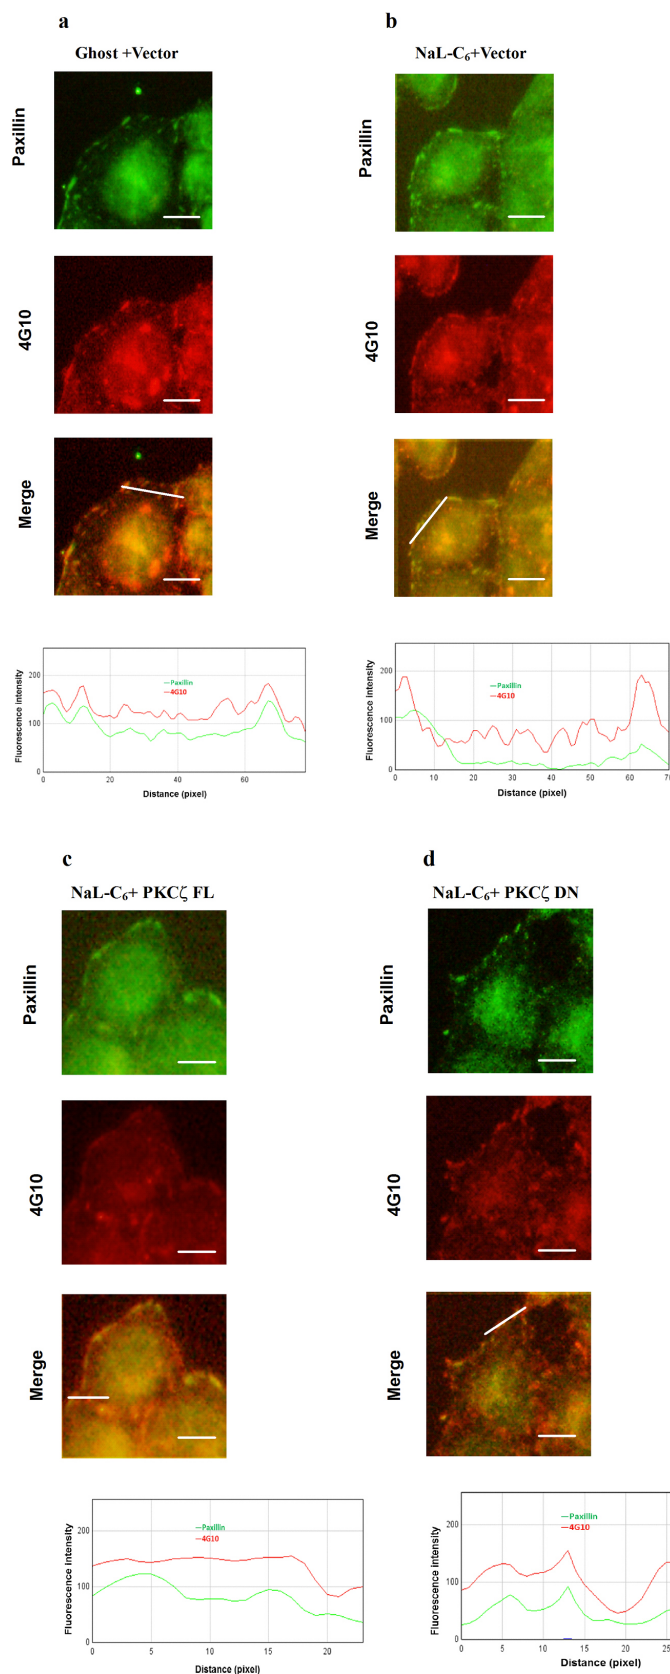 a
Ghost +Vector
Paxillin
4G10
Merge
Fluorescence intensity
200
100
0
Paxillin
4G10
0
20
40
60
Distance (pixel)
b
NaL-C₆+Vector
Paxillin
4G10
Merge
Fluorescence intensity
200
100
0
Paxillin
4G10
0
10
20
30
40
50
60
70
Distance (pixel)
c
NaL-C₆+ PKCζ FL
Paxillin
4G10
Merge
Fluorescence intensity
200
100
0
Paxillin
4G10
0
5
10
15
20
Distance (pixel)
d
NaL-C₆+ PKCζ DN
Paxillin
4G10
Merge
Fluorescence intensity
200
100
0
Paxillin
4G10
0
5
10
15
20
25
Distance (pixel)